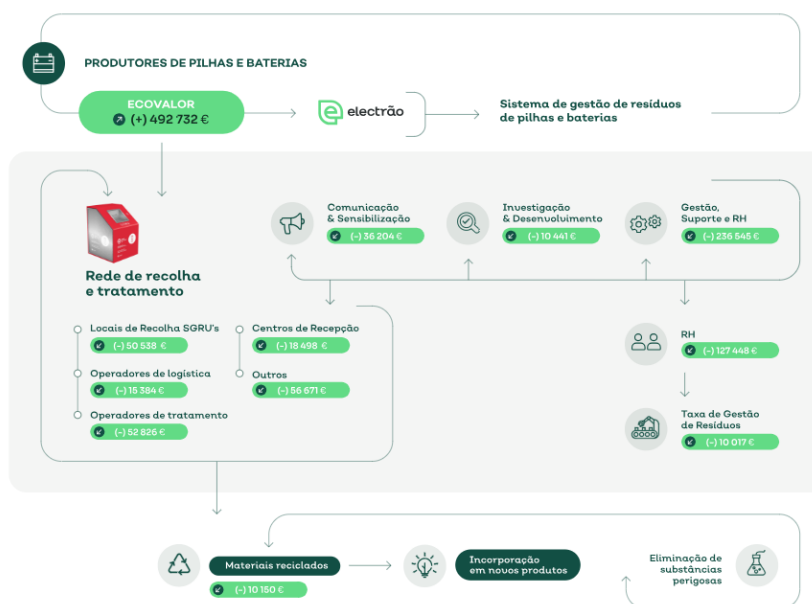 PRODUTORES DE PILHAS E BATERIAS
ECOVALOR
(+) 492 732 €
electrão
Sistema de gestão de resíduos
de pilhas e baterias
Comunicação
& Sensibilização
(-) 36 204 €
Investigação
& Desenvolvimento
(-) 10 441 €
Gestão,
Suporte e RH
(-) 236 545 €
Rede de recolha
e tratamento
Locais de Recolha SGRU's
(-) 50 538 €
Centros de Recepção
(-) 18 498 €
Operadores de logística
(-) 15 384 €
Outros
(-) 56 671 €
Operadores de tratamento
(-) 52 826 €
RH
(-) 127 448 €
Taxa de Gestão
de Resíduos
(-) 10 017 €
Materiais reciclados
(-) 10 150 €
Incorporação
em novos produtos
Eliminação de
substâncias
perigosas